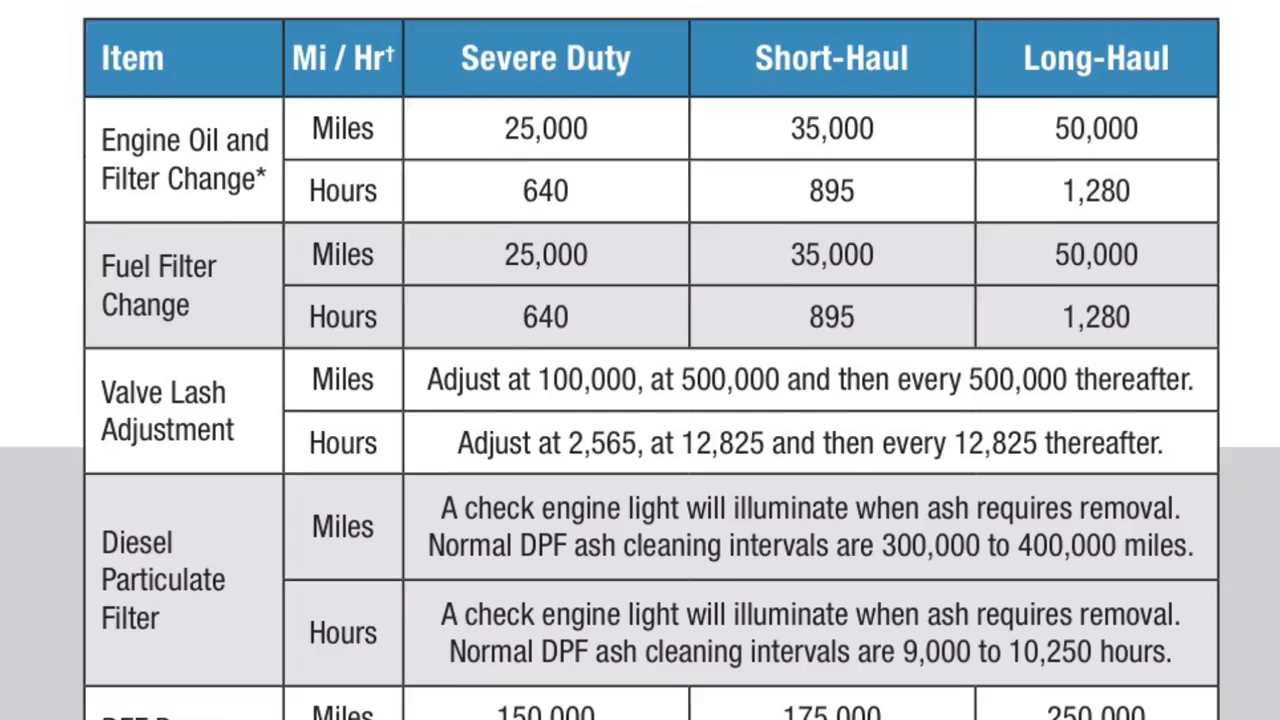 Item Mi / Hr† Severe Duty Short-Haul Long-Haul
Engine Oil and
Filter Change*
Miles 25,000 35,000 50,000
Hours 640 895 1,280
Fuel Filter
Change
Miles 25,000 35,000 50,000
Hours 640 895 1,280
Valve Lash
Adjustment
Miles Adjust at 100,000, at 500,000 and then every 500,000 thereafter.
Hours Adjust at 2,565, at 12,825 and then every 12,825 thereafter.
Diesel
Particulate
Filter
Miles
A check engine light will illuminate when ash requires removal.
Normal DPF ash cleaning intervals are 300,000 to 400,000 miles.
Hours
A check engine light will illuminate when ash requires removal.
Normal DPF ash cleaning intervals are 9,000 to 10,250 hours.
Miles 150,000 175,000 250,000